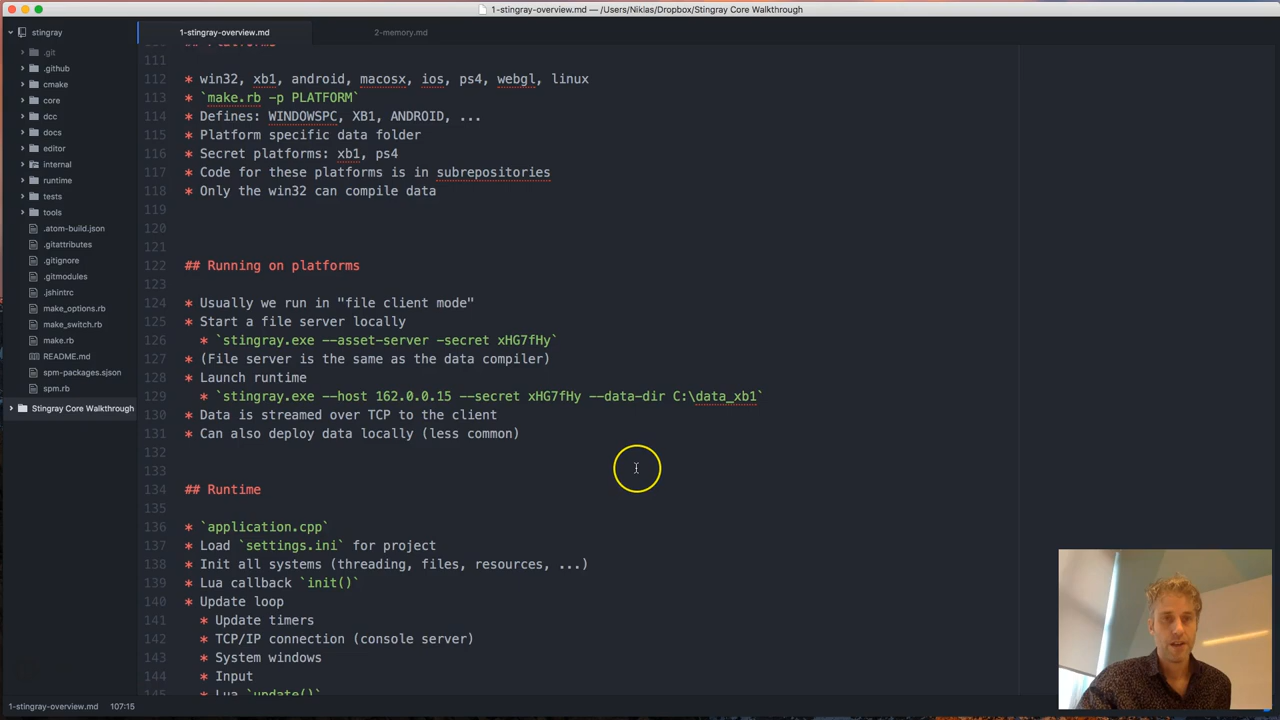 1-stingray-overview.md — /Users/Niklas/Dropbox/Stingray Core Walkthrough
stingray
.git
.github
cmake
core
dcc
docs
editor
internal
runtime
tests
tools
.atom-build.json
.gitattributes
.gitignore
.gitmodules
.jshintrc
make_options.rb
make_switch.rb
make.rb
README.md
spm-packages.sjson
spm.rb
Stingray Core Walkthrough
1-stingray-overview.md
2-memory.md
110 ## Platforms
111
112 * win32, xb1, android, macosx, ios, ps4, webgl, linux
113 * `make.rb -p PLATFORM`
114 * Defines: WINDOWSPC, XB1, ANDROID, ...
115 * Platform specific data folder
116 * Secret platforms: xb1, ps4
117 * Code for these platforms is in subrepositories
118 * Only the win32 can compile data
119
120
121
122 ## Running on platforms
123
124 * Usually we run in "file client mode"
125 * Start a file server locally
126 * `stingray.exe --asset-server -secret xHG7fHy`
127 * (File server is the same as the data compiler)
128 * Launch runtime
129 * `stingray.exe --host 162.0.0.15 --secret xHG7fHy --data-dir C:\data_xb1`
130 * Data is streamed over TCP to the client
131 * Can also deploy data locally (less common)
132
133
134 ## Runtime
135
136 * `application.cpp`
137 * Load `settings.ini` for project
138 * Init all systems (threading, files, resources, ...)
139 * Lua callback `init()`
140 * Update loop
141 * Update timers
142 * TCP/IP connection (console server)
143 * System windows
144 * Input
145 * Lua `update()`
1-stingray-overview.md 107:15